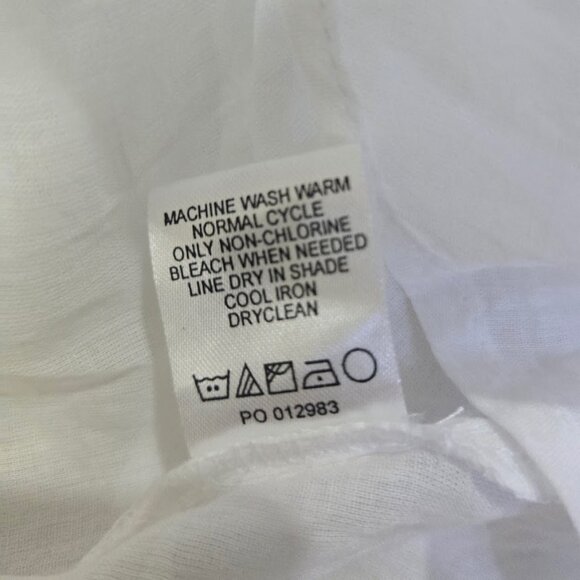 MACHINE WASH WARM
NORMAL CYCLE
ONLY NON-CHLORINE
BLEACH WHEN NEEDED
LINE DRY IN SHADE
COOL IRON
DRYCLEAN
PO 012983